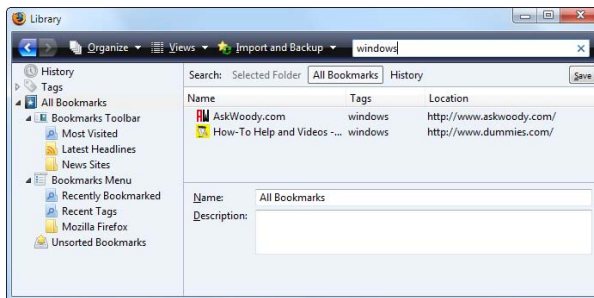 Library
Organize Views Import and Backup windows
History
Tags
All Bookmarks
Bookmarks Toolbar
Most Visited
Latest Headlines
News Sites
Bookmarks Menu
Recently Bookmarked
Recent Tags
Mozilla Firefox
Unsorted Bookmarks
Search: Selected Folder All Bookmarks History Save
Name Tags Location
AskWoody.com windows http://www.askwoody.com/
How-To Help and Videos -... windows http://www.dummies.com/
Name: All Bookmarks
Description: